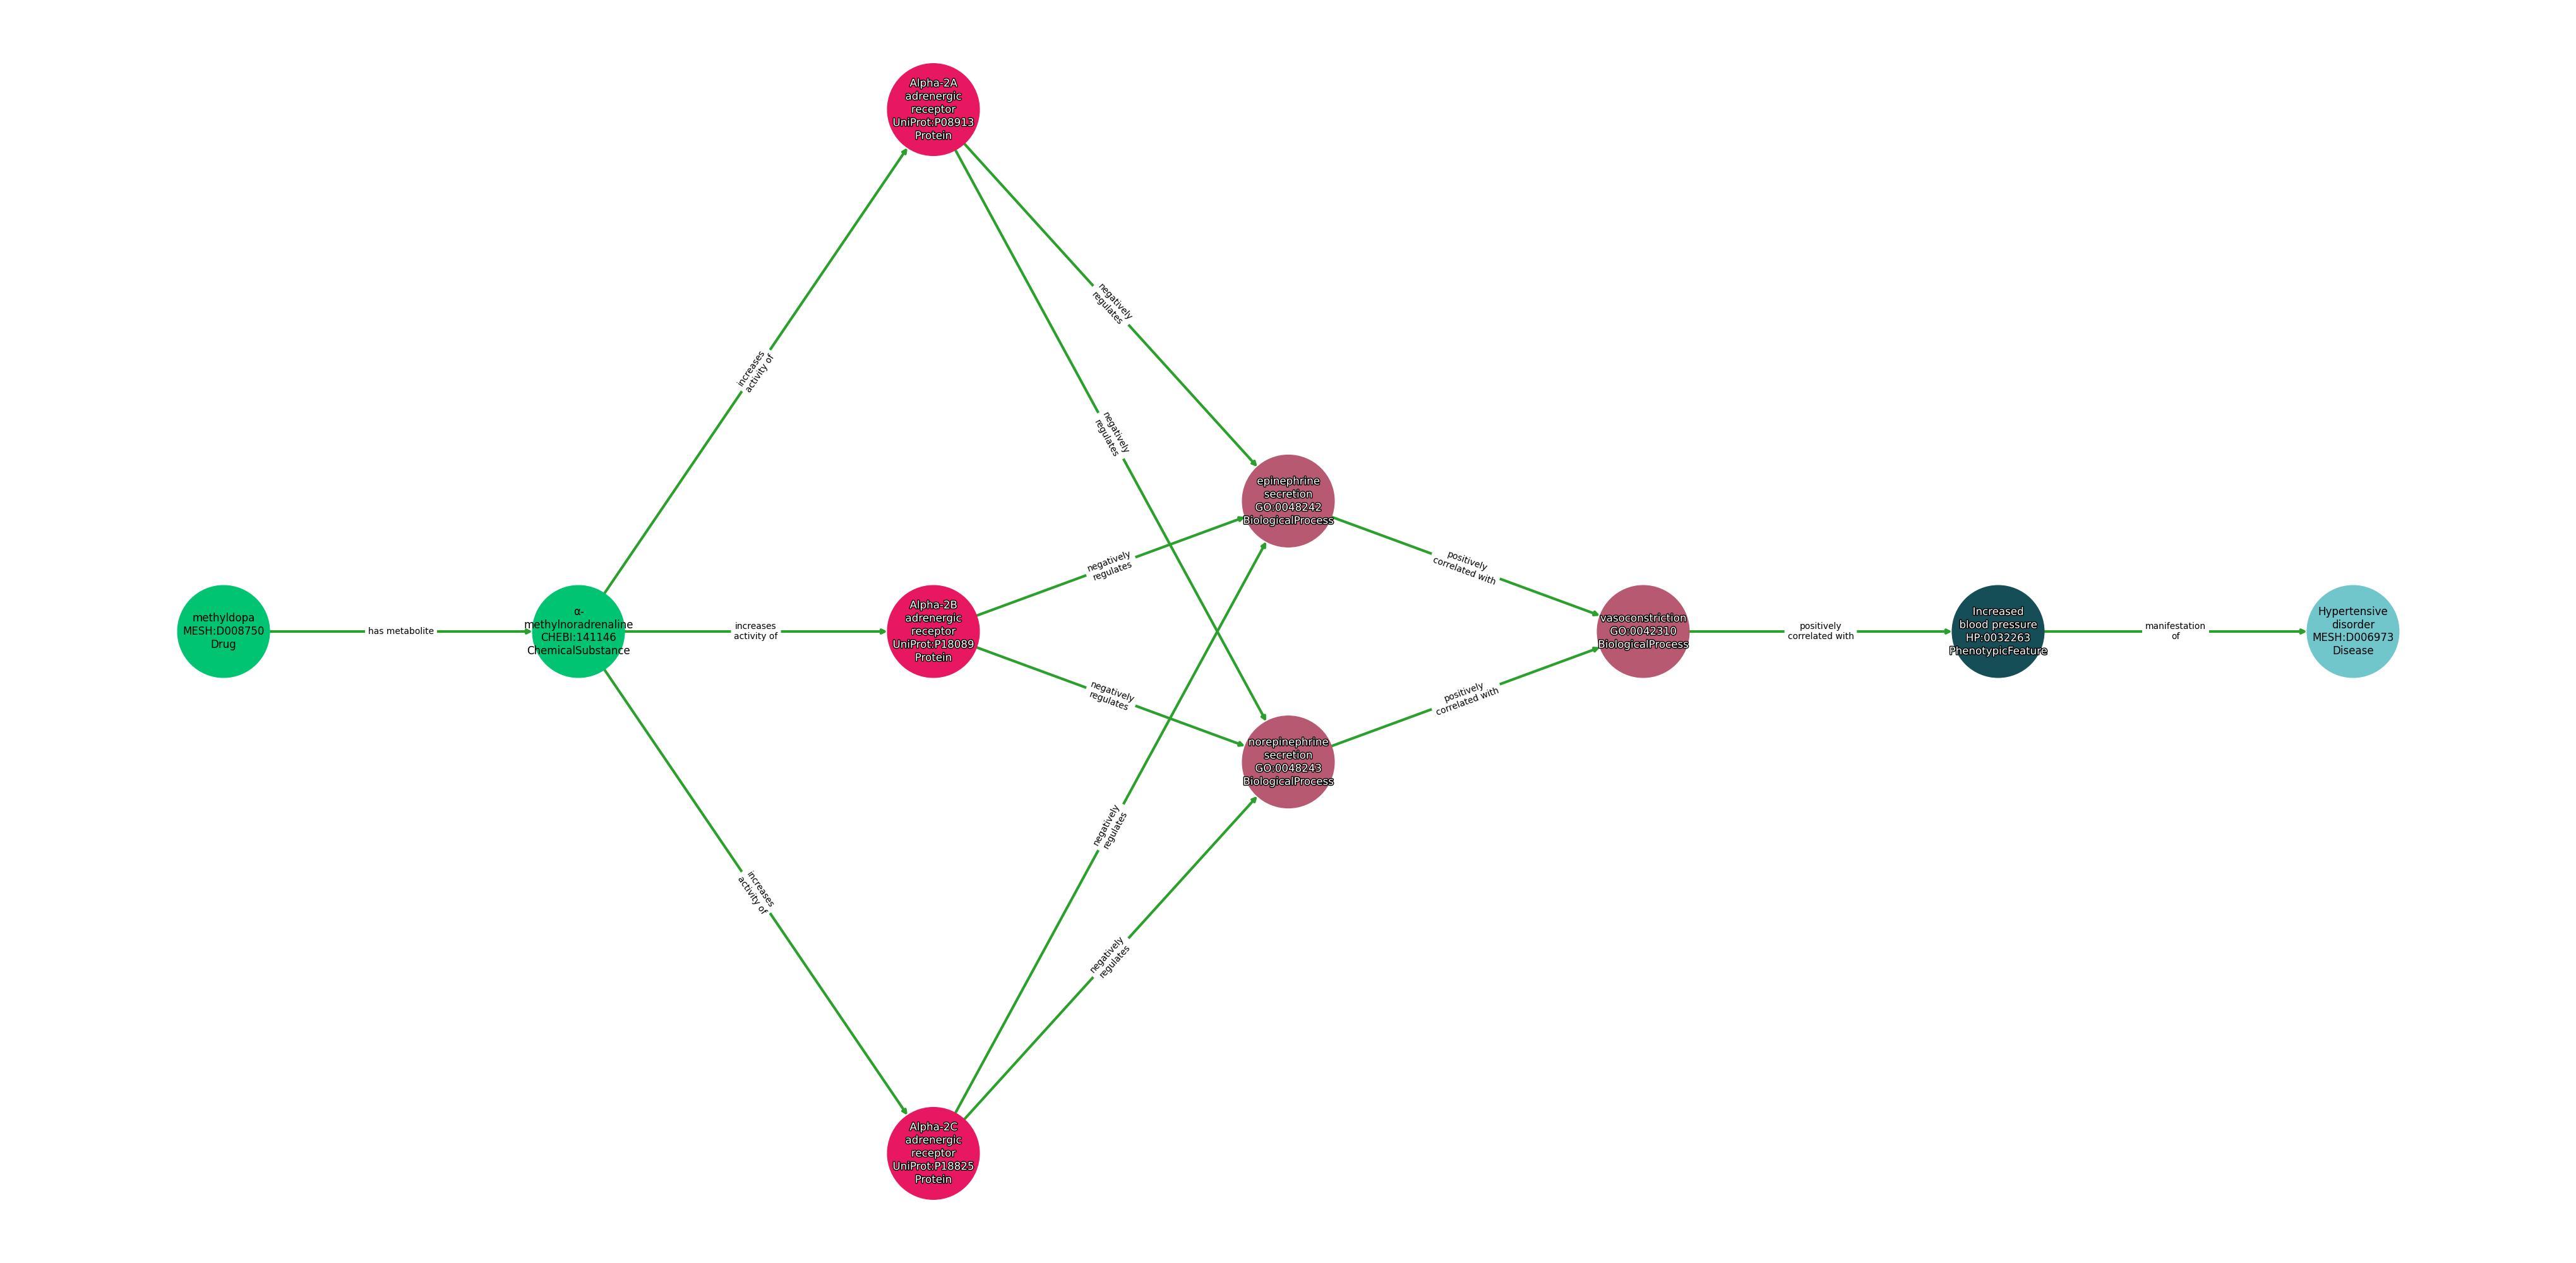 Alpha-2A
adrenergic
receptor
UniProt:P08913
Protein
negatively
regulates
increases
activity of
negatively
regulates
epinephrine
secretion
GO:0048242
BiologicalProcess
negatively
regulates
positively
correlated with
methyldopa
MESH:D008750
Drug
has metabolite
α-
methylnoradrenaline
CHEBI:141146
ChemicalSubstance
increases
activity of
Alpha-2B
adrenergic
receptor
UniProt:P18089
Protein
vasoconstriction
GO:0042310
BiologicalProcess
positively
correlated with
Increased
blood pressure
HP:0032263
PhenotypicFeature
manifestation
of
Hypertensive
disorder
MESH:D006973
Disease
negatively
regulates
positively
correlated with
norepinephrine
secretion
GO:0048243
BiologicalProcess
negatively
regulates
increases
activity of
negatively
regulates
Alpha-2C
adrenergic
receptor
UniProt:P18825
Protein